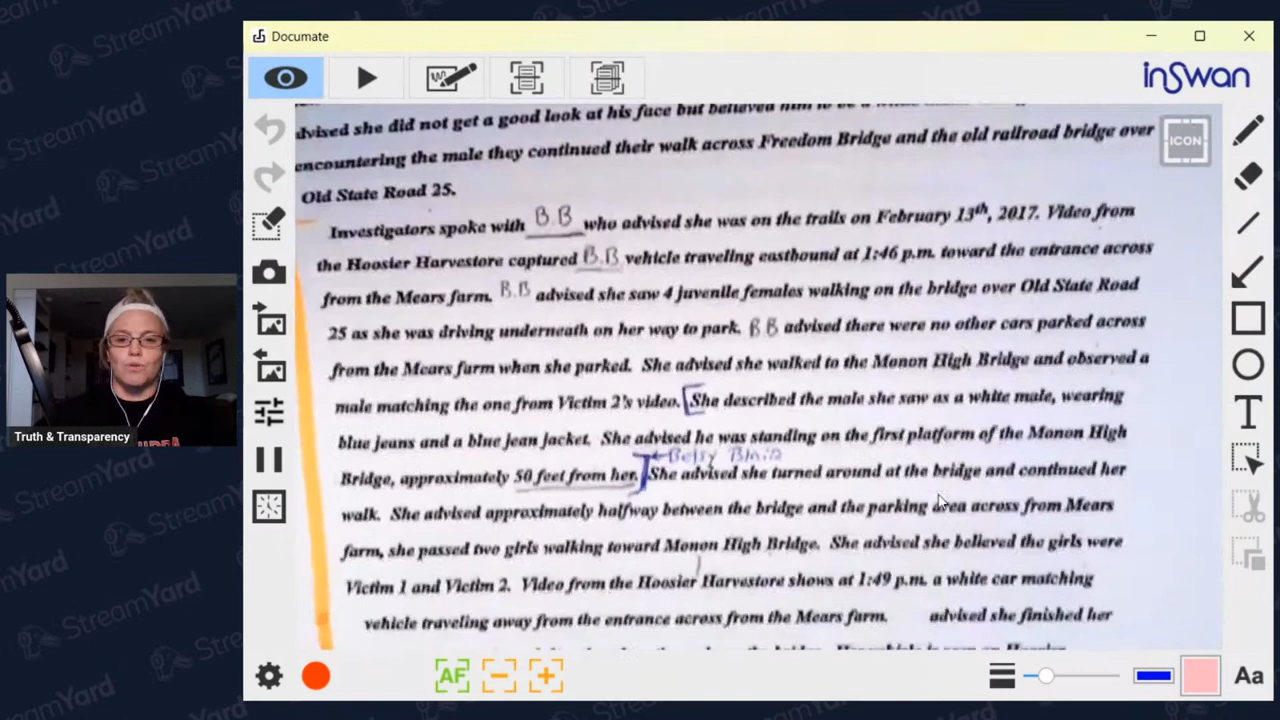 StreamYard
Documate
inSwan
ICON
dvised she did not get a good look at his face but believed him to be a white
encountering the male they continued their walk across Freedom Bridge and the old railroad bridge over
Old State Road 25.
Investigators spoke with B.B who advised she was on the trails on February 13th, 2017. Video from
the Hoosier Harvestore captured B.B vehicle traveling eastbound at 1:46 p.m. toward the entrance across
from the Mears farm. B.B advised she saw 4 juvenile females walking on the bridge over Old State Road
25 as she was driving underneath on her way to park. B B advised there were no other cars parked across
from the Mears farm when she parked. She advised she walked to the Monon High Bridge and observed a
male matching the one from Victim 2's video. [She described the male she saw as a white male, wearing
blue jeans and a blue jean jacket. She advised he was standing on the first platform of the Monon High
Betsy Blair
Bridge, approximately 50 feet from her.] She advised she turned around at the bridge and continued her
walk. She advised approximately halfway between the bridge and the parking area across from Mears
farm, she passed two girls walking toward Monon High Bridge. She advised she believed the girls were
Victim 1 and Victim 2. Video from the Hoosier Harvestore shows at 1:49 p.m. a white car matching
vehicle traveling away from the entrance across from the Mears farm. advised she finished her
Truth & Transparency
AF
Aa
T